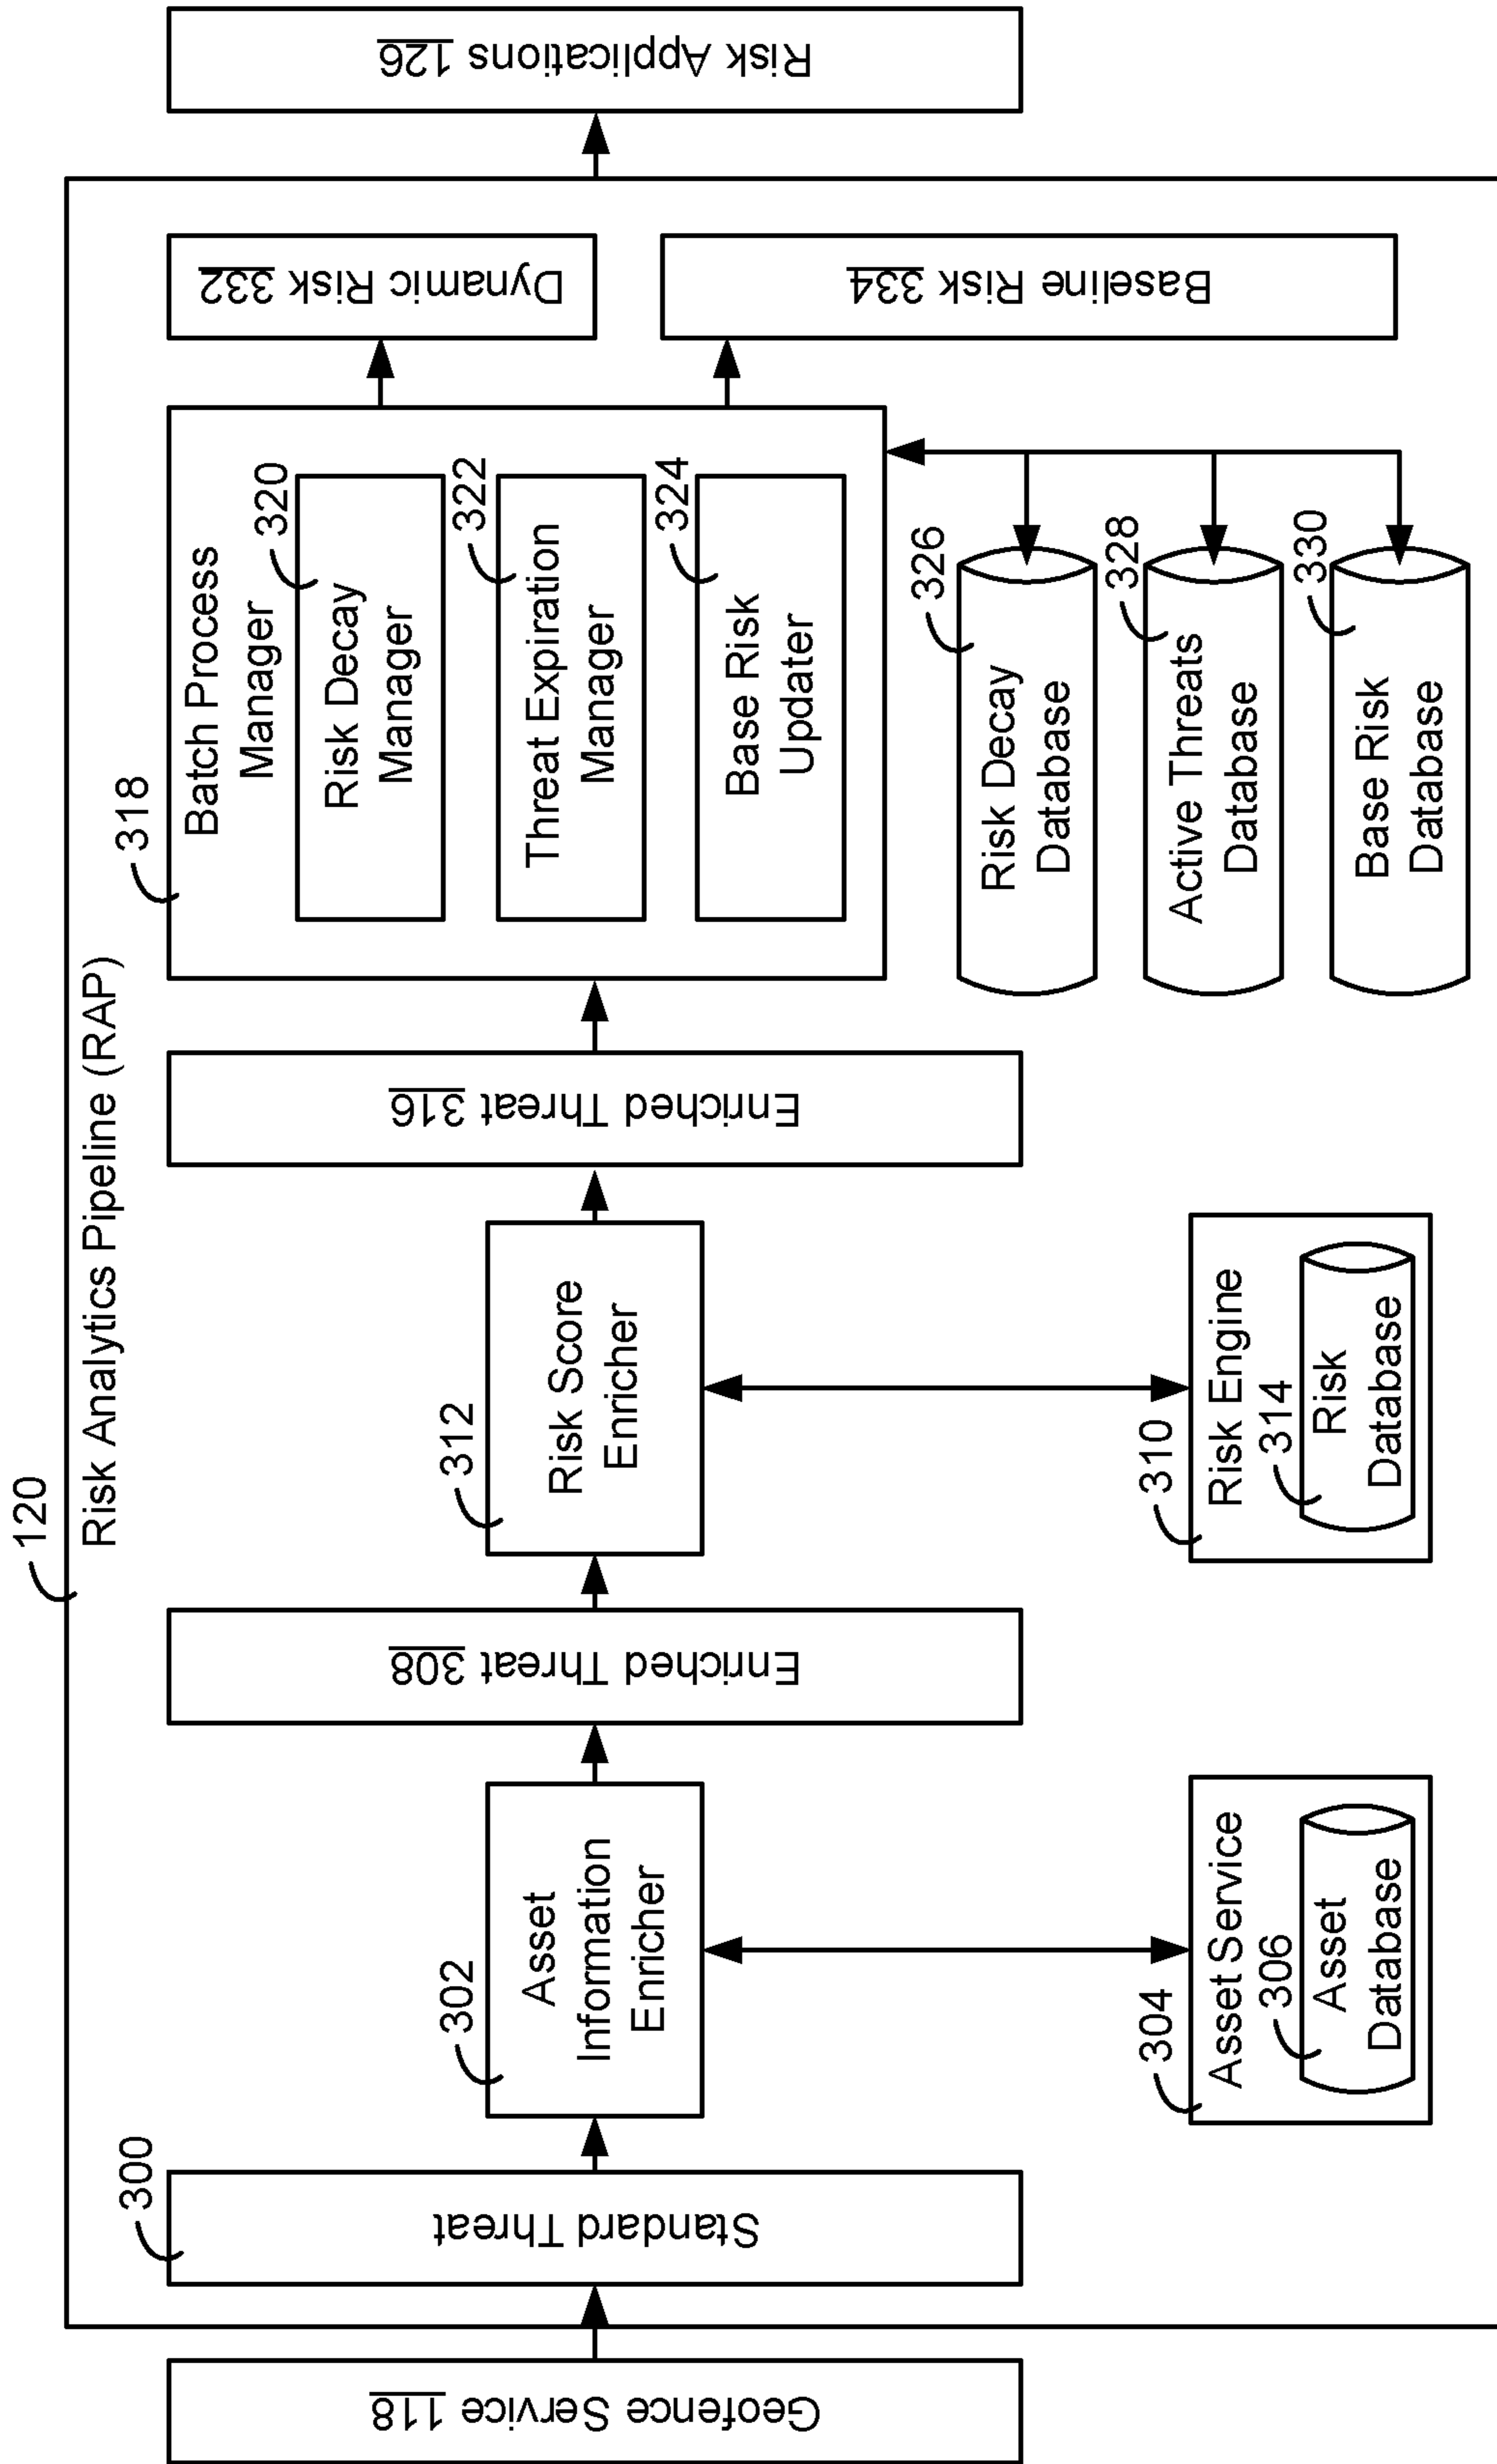 120
Risk Analytics Pipeline (RAP)
Geofence Service 118
300
Standard Threat
302
Asset
Information
Enricher
304
Asset Service
306
Asset
Database
Enriched Threat 308
312
Risk Score
Enricher
310
Risk Engine
314
Risk
Database
Enriched Threat 316
318
Batch Process
Manager
320
Risk Decay
Manager
322
Threat Expiration
Manager
324
Base Risk
Updater
326
Risk Decay
Database
328
Active Threats
Database
330
Base Risk
Database
Dynamic Risk 332
Baseline Risk 334
Risk Applications 126